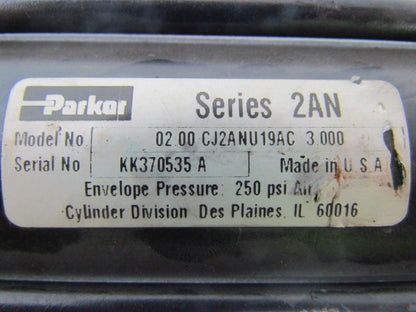 Parker Series 2AN
Model No 02.00 CJ2ANU19AC 3.000
Serial No KK370535 A Made in U.S.A
Envelope Pressure: 250 psi Air
Cylinder Division Des Plaines, IL 60016